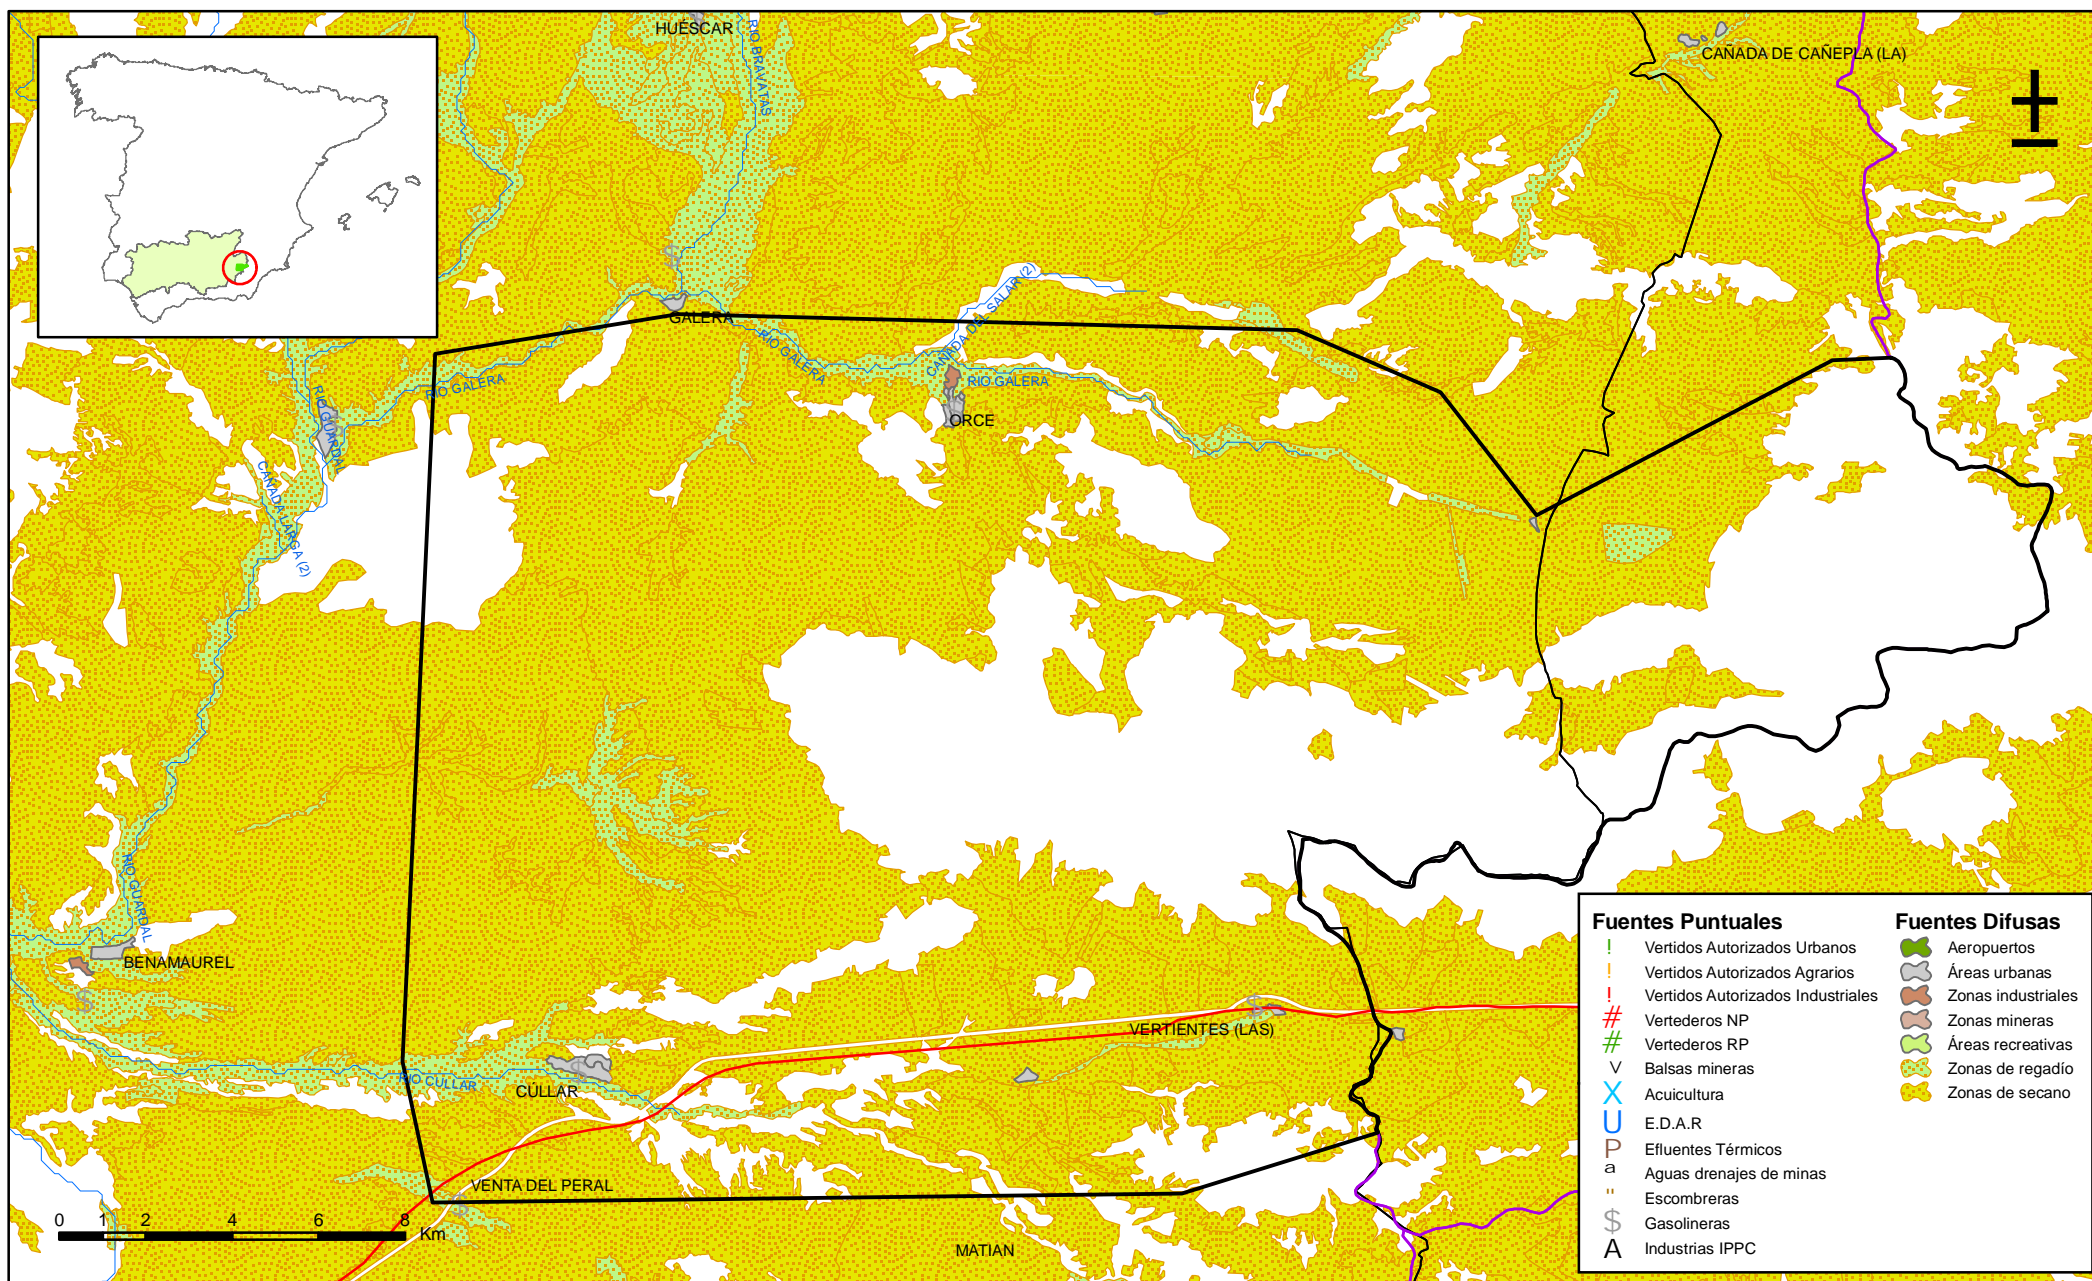 HUÉSCAR
RIO BRAVATAS
CAÑADA DE CAÑEPLA (LA)
GALERA
CAÑADA DEL SALAR (2)
RIO GALERA
RIO GALERA
RIO GALERA
ORCE
RIO GUARDAL
CAÑADA LARGA (2)
RIO GUARDAL
BENAMAUREL
VERTIENTES (LAS)
RIO CULLAR
CÚLLAR
VENTA DEL PERAL
MATIAN
0 1 2 4 6 8
Km
Fuentes Puntuales
! Vertidos Autorizados Urbanos
! Vertidos Autorizados Agrarios
! Vertidos Autorizados Industriales
# Vertederos NP
# Vertederos RP
v Balsas mineras
X Acuicultura
U E.D.A.R
P Efluentes Térmicos
a Aguas drenajes de minas
" Escombreras
$ Gasolineras
A Industrias IPPC
Fuentes Difusas
Aeropuertos
Áreas urbanas
Zonas industriales
Zonas mineras
Áreas recreativas
Zonas de regadío
Zonas de secano